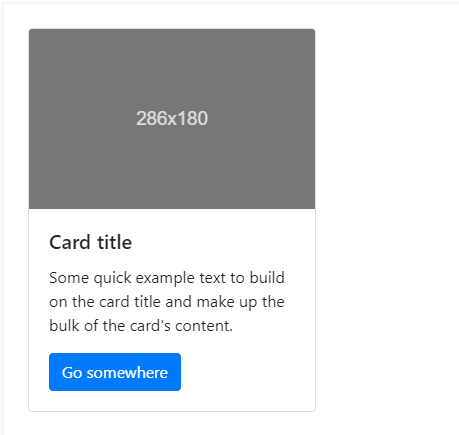 286x180
Card title
Some quick example text to build
on the card title and make up the
bulk of the card's content.
Go somewhere